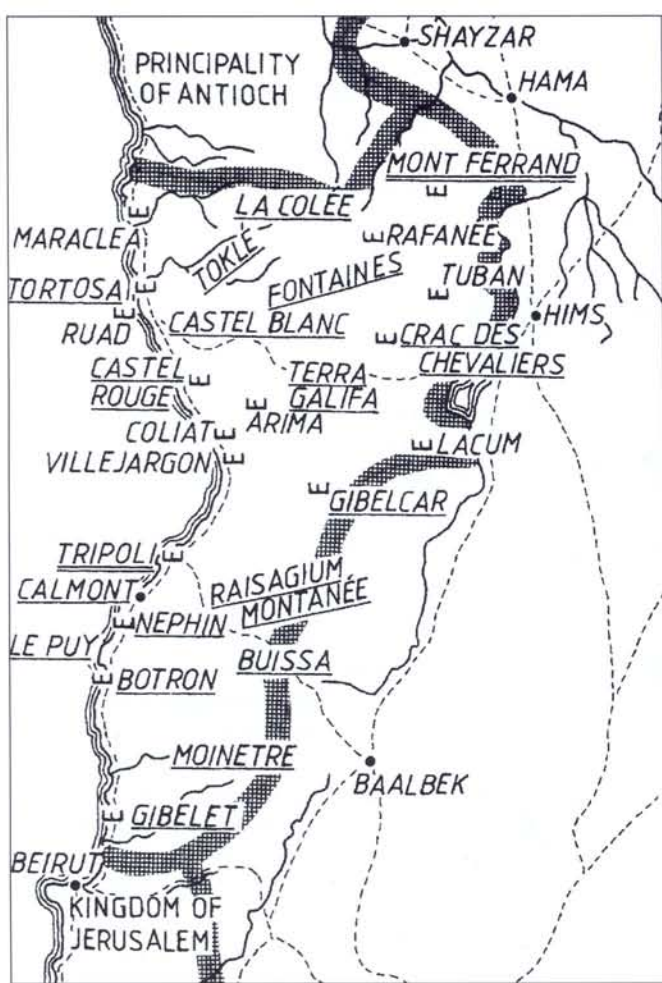 SHAYZAR
PRINCIPALITY
OF ANTIOCH
HAMA
MONT FERRAND
LA COLÉE
MARACLEA
TOKLE
RAFANÉE
FONTAINES
TUBAN
TORTOSA
RUAD
CASTEL BLANC
HIMS
CRAC DES
CHEVALIERS
CASTEL
ROUGE
TERRA
GALIFA
ARIMA
COLIAT
VILLEJARGON
LACUM
GIBELCAR
TRIPOLI
CALMONT
RAISAGIUM
MONTANÉE
NEPHIN
LE PUY
BUISSA
BOTRON
MOINETRE
BAALBEK
GIBELET
BEIRUT
KINGDOM OF
JERUSALEM